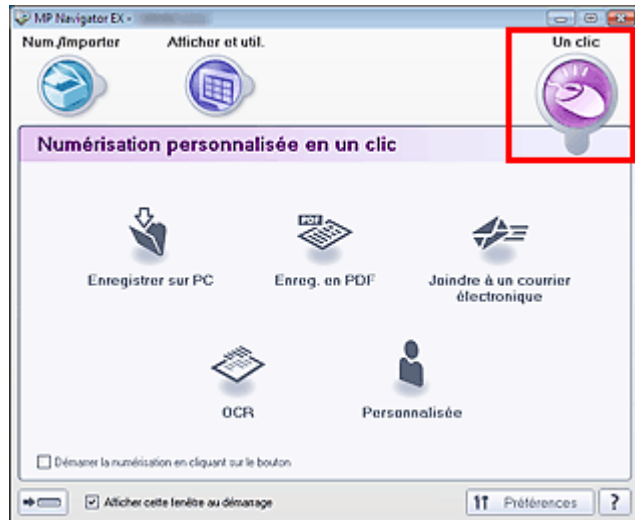 MP Navigator EX -
Num./Importer Afficher et util. Un clic
Numérisation personnalisée en un clic
PDF
Enregistrer sur PC Enreg. en PDF Joindre à un courrier
électronique
OCR Personnalisée
Démarrer la numérisation en cliquant sur le bouton
Afficher cette fenêtre au démarrage Préférences ?